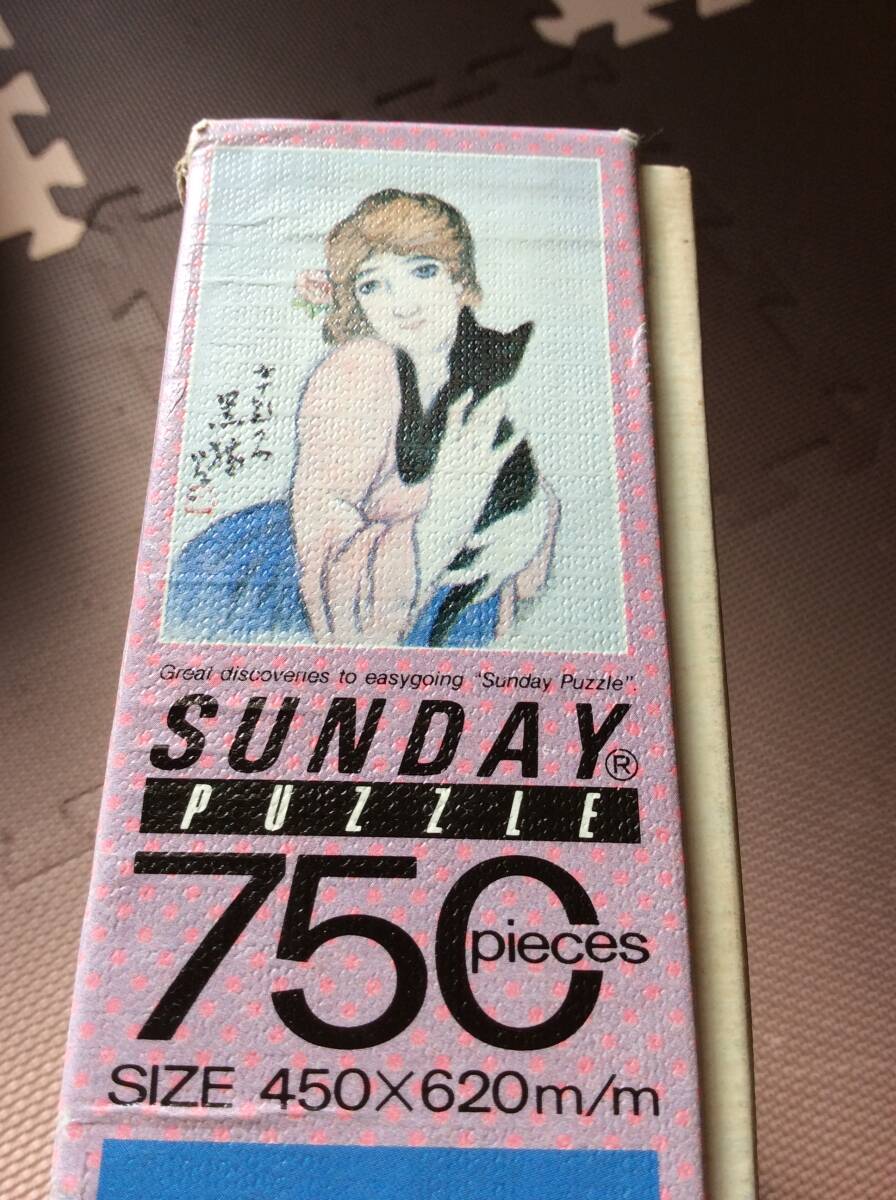 黒猫
Great discoveries to easygoing "Sunday Puzzle".
SUNDAY®
PUZZLE
750
pieces
SIZE 450×620m/m